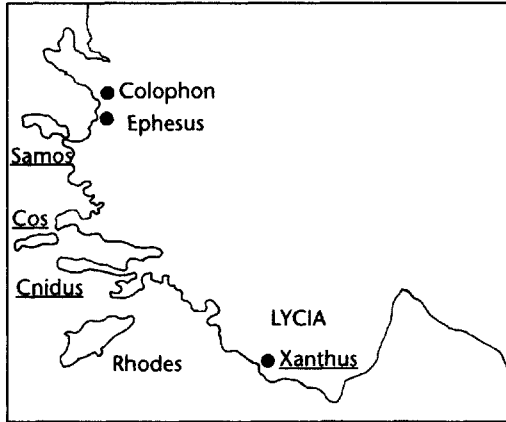 Colophon
Ephesus
Samos
Cos
Cnidus
LYCIA
Rhodes
Xanthus